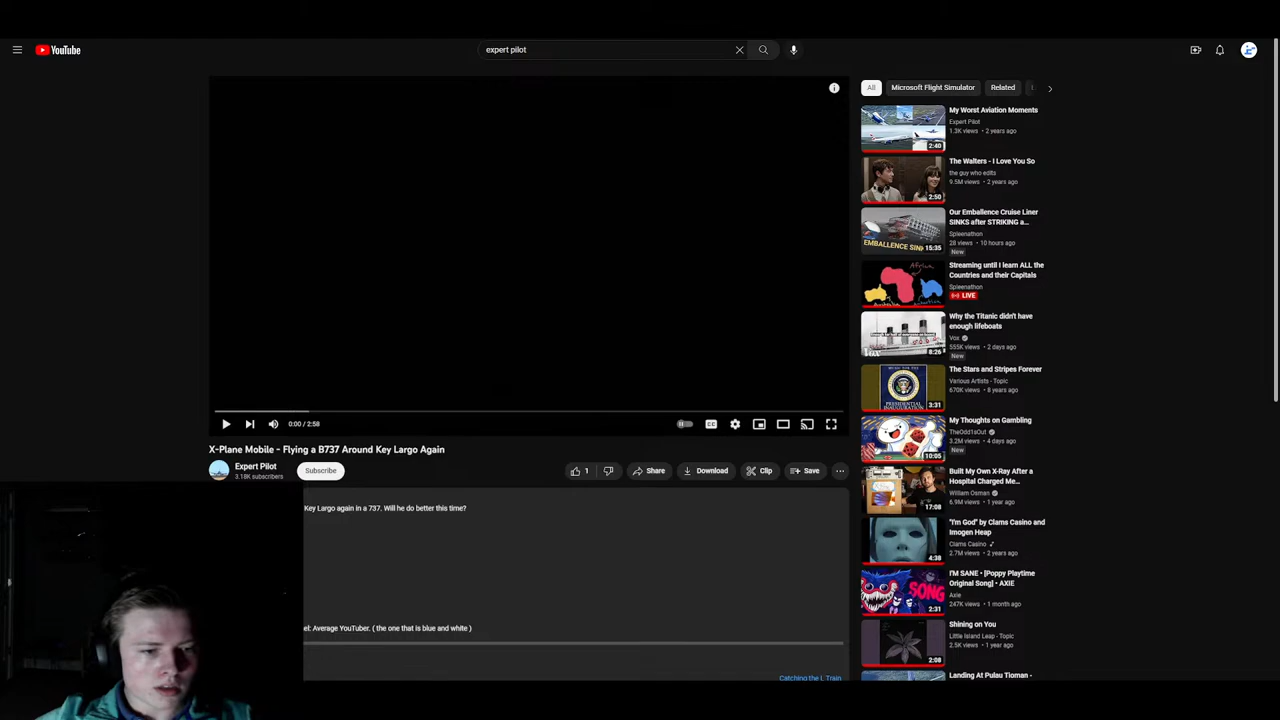 YouTube
expert pilot
All
Microsoft Flight Simulator
Related
My Worst Aviation Moments
Expert Pilot
1.3K views • 2 years ago
2:40
The Walters - I Love You So
the guy who edits
9.5M views • 2 years ago
2:50
Our Emballence Cruise Liner
SINKS after STRIKING a...
Spleenathon
28 views • 10 hours ago
New
EMBALLENCE SINK
15:35
Streaming until I learn ALL the
Countries and their Capitals
Spleenathon
LIVE
Africa
Why the Titanic didn't have
enough lifeboats
Vox
555K views • 2 days ago
New
Vox
8:26
The Stars and Stripes Forever
Various Artists - Topic
670K views • 8 years ago
PRESIDENTIAL
INAUGURATION
3:31
My Thoughts on Gambling
TheOdd1sOut
3.2M views • 4 days ago
New
10:05
Built My Own X-Ray After a
Hospital Charged Me...
William Osman
6.9M views • 1 year ago
17:08
"I'm God" by Clams Casino and
Imogen Heap
Clams Casino
2.7M views • 2 years ago
4:38
I'M SANE • [Poppy Playtime
Original Song] • AXIE
Axie
247K views • 1 month ago
SONG
2:31
Shining on You
Little Island Leap - Topic
2.5K views • 1 year ago
2:08
Landing At Pulau Tioman -
0:00 / 2:58
CC
X-Plane Mobile - Flying a B737 Around Key Largo Again
Expert Pilot
3.18K subscribers
Subscribe
1
Share
Download
Clip
Save
Key Largo again in a 737. Will he do better this time?
el: Average YouTuber. ( the one that is blue and white )
Catching the L Train